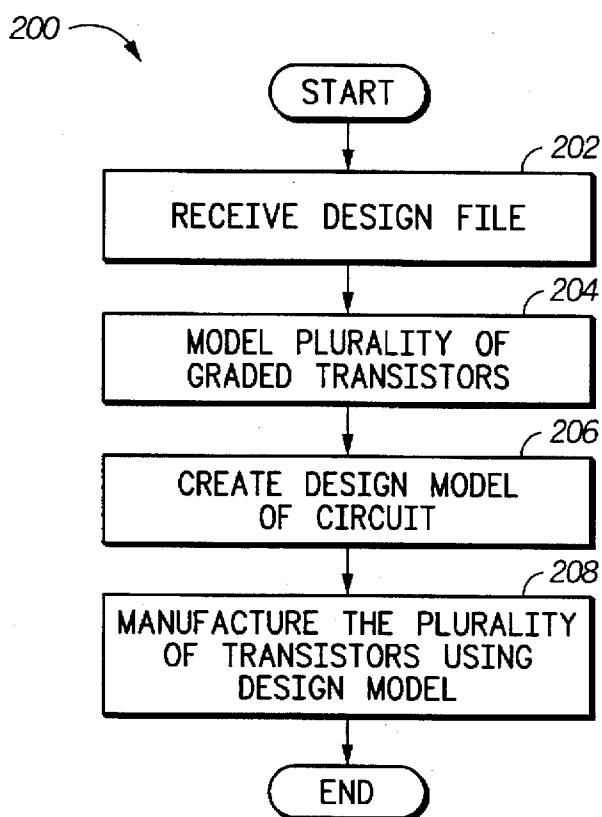 200
START
202
RECEIVE DESIGN FILE
204
MODEL PLURALITY OF
GRADED TRANSISTORS
206
CREATE DESIGN MODEL
OF CIRCUIT
208
MANUFACTURE THE PLURALITY
OF TRANSISTORS USING
DESIGN MODEL
END